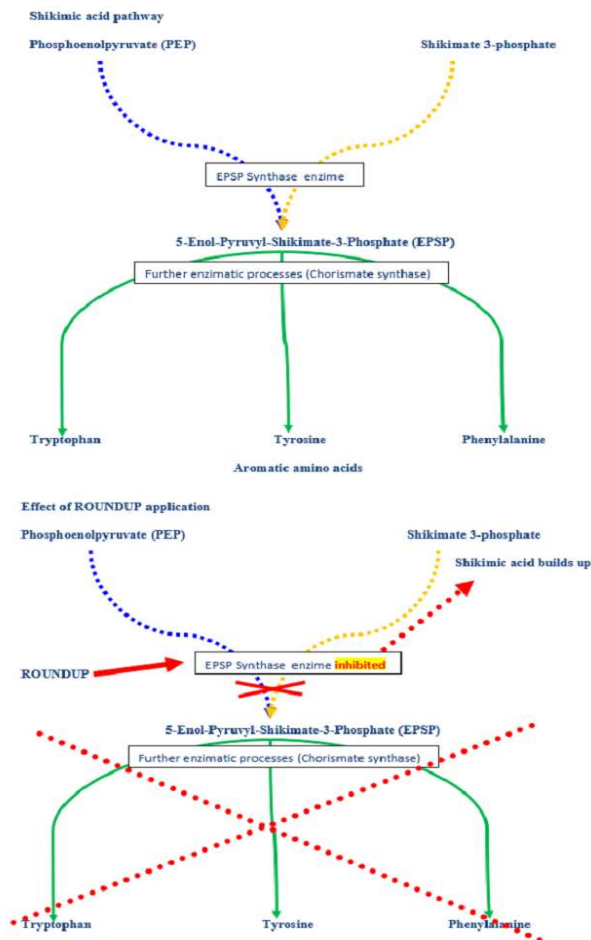 Shikimic acid pathway
Phosphoenolpyruvate (PEP) Shikimate 3-phosphate
EPSP Synthase enzime
5-Enol-Pyruvyl-Shikimate-3-Phosphate (EPSP)
Further enzimatic processes (Chorismate synthase)
Tryptophan Tyrosine Phenylalanine
Aromatic amino acids
Effect of ROUNDUP application
Phosphoenolpyruvate (PEP) Shikimate 3-phosphate
Shikimic acid builds up
EPSP Synthase enzime inhibited
ROUNDUP
5-Enol-Pyruvyl-Shikimate-3-Phosphate (EPSP)
Further enzimatic processes (Chorismate synthase)
Tryptophan Tyrosine Phenylalanine